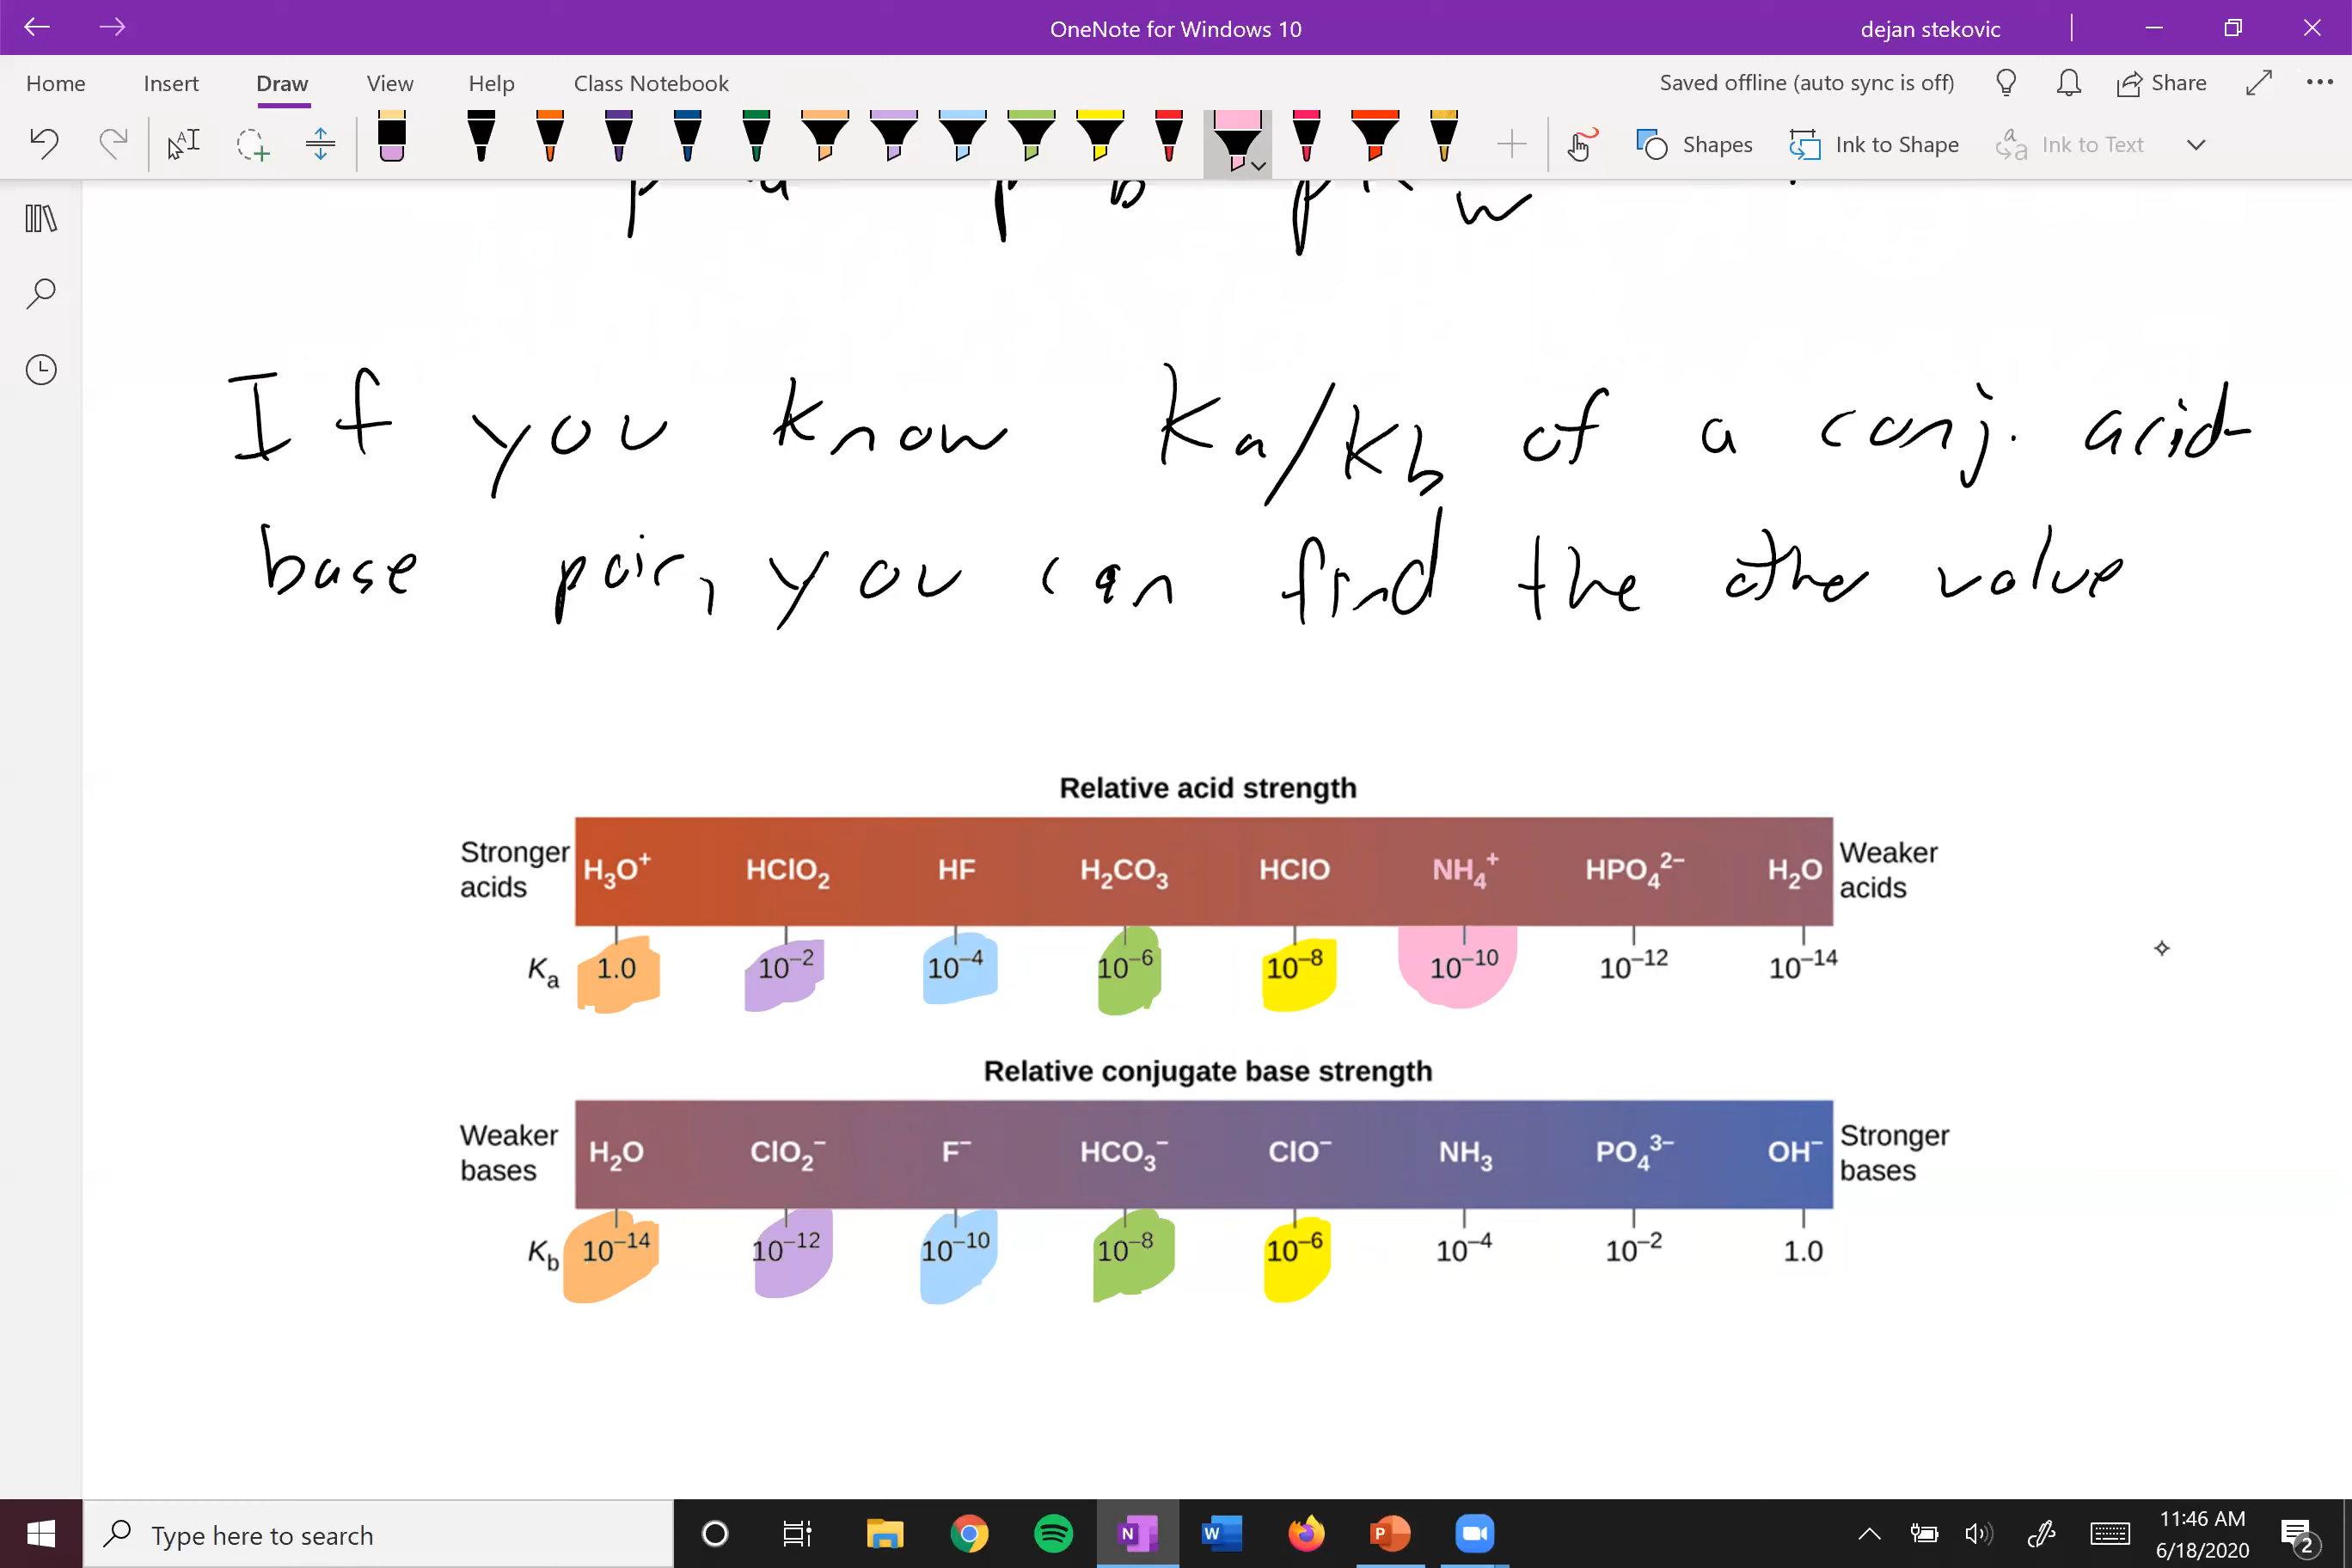 OneNote for Windows 10
dejan stekovic
Home Insert Draw View Help Class Notebook
Saved offline (auto sync is off) Share
Shapes Ink to Shape Ink to Text
If you know Ka/Kb of a conj. acid-
base pair, you can find the other value
Relative acid strength
Stronger acids
H₃O⁺ HClO₂ HF H₂CO₃ HClO NH₄⁺ HPO₄²⁻ H₂O
Weaker acids
Kₐ 1.0 10⁻² 10⁻⁴ 10⁻⁶ 10⁻⁸ 10⁻¹⁰ 10⁻¹² 10⁻¹⁴
Relative conjugate base strength
Weaker bases
H₂O ClO₂⁻ F⁻ HCO₃⁻ ClO⁻ NH₃ PO₄³⁻ OH⁻
Stronger bases
K_b 10⁻¹⁴ 10⁻¹² 10⁻¹⁰ 10⁻⁸ 10⁻⁶ 10⁻⁴ 10⁻² 1.0
Type here to search
11:46 AM
6/18/2020
2